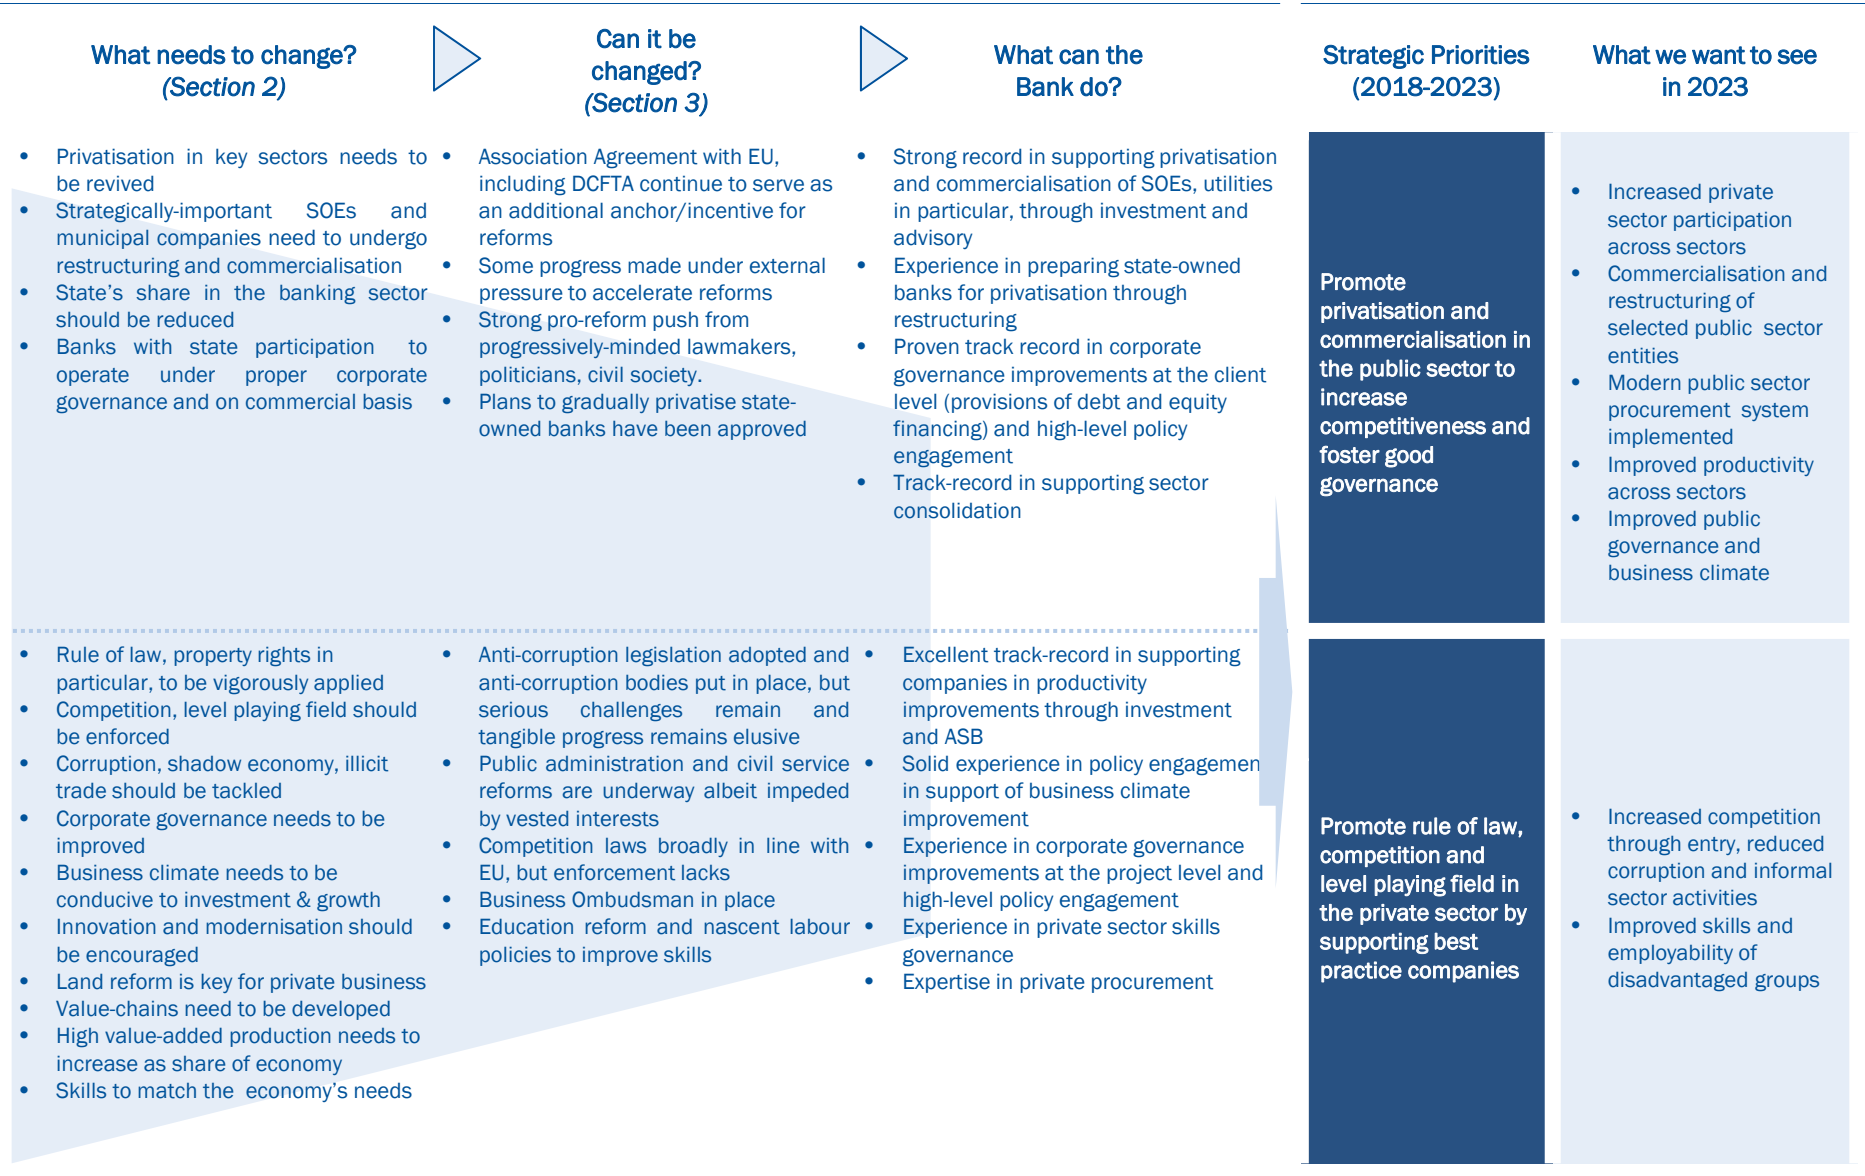 What needs to change?
(Section 2)
Can it be
changed?
(Section 3)
What can the
Bank do?
Strategic Priorities
(2018-2023)
What we want to see
in 2023
• Privatisation in key sectors needs to
be revived
• Strategically-important SOEs and
municipal companies need to undergo
restructuring and commercialisation
• State's share in the banking sector
should be reduced
• Banks with state participation to
operate under proper corporate
governance and on commercial basis
• Association Agreement with EU,
including DCFTA continue to serve as
an additional anchor/incentive for
reforms
• Some progress made under external
pressure to accelerate reforms
• Strong pro-reform push from
progressively-minded lawmakers,
politicians, civil society.
• Plans to gradually privatise state-
owned banks have been approved
• Strong record in supporting privatisation
and commercialisation of SOEs, utilities
in particular, through investment and
advisory
• Experience in preparing state-owned
banks for privatisation through
restructuring
• Proven track record in corporate
governance improvements at the client
level (provisions of debt and equity
financing) and high-level policy
engagement
• Track-record in supporting sector
consolidation
Promote
privatisation and
commercialisation in
the public sector to
increase
competitiveness and
foster good
governance
• Increased private
sector participation
across sectors
• Commercialisation and
restructuring of
selected public sector
entities
• Modern public sector
procurement system
implemented
• Improved productivity
across sectors
• Improved public
governance and
business climate
• Rule of law, property rights in
particular, to be vigorously applied
• Competition, level playing field should
be enforced
• Corruption, shadow economy, illicit
trade should be tackled
• Corporate governance needs to be
improved
• Business climate needs to be
conducive to investment & growth
• Innovation and modernisation should
be encouraged
• Land reform is key for private business
• Value-chains need to be developed
• High value-added production needs to
increase as share of economy
• Skills to match the economy's needs
• Anti-corruption legislation adopted and
anti-corruption bodies put in place, but
serious challenges remain and
tangible progress remains elusive
• Public administration and civil service
reforms are underway albeit impeded
by vested interests
• Competition laws broadly in line with
EU, but enforcement lacks
• Business Ombudsman in place
• Education reform and nascent labour
policies to improve skills
• Excellent track-record in supporting
companies in productivity
improvements through investment
and ASB
• Solid experience in policy engagemen
in support of business climate
improvement
• Experience in corporate governance
improvements at the project level and
high-level policy engagement
• Experience in private sector skills
governance
• Expertise in private procurement
Promote rule of law,
competition and
level playing field in
the private sector by
supporting best
practice companies
• Increased competition
through entry, reduced
corruption and informal
sector activities
• Improved skills and
employability of
disadvantaged groups